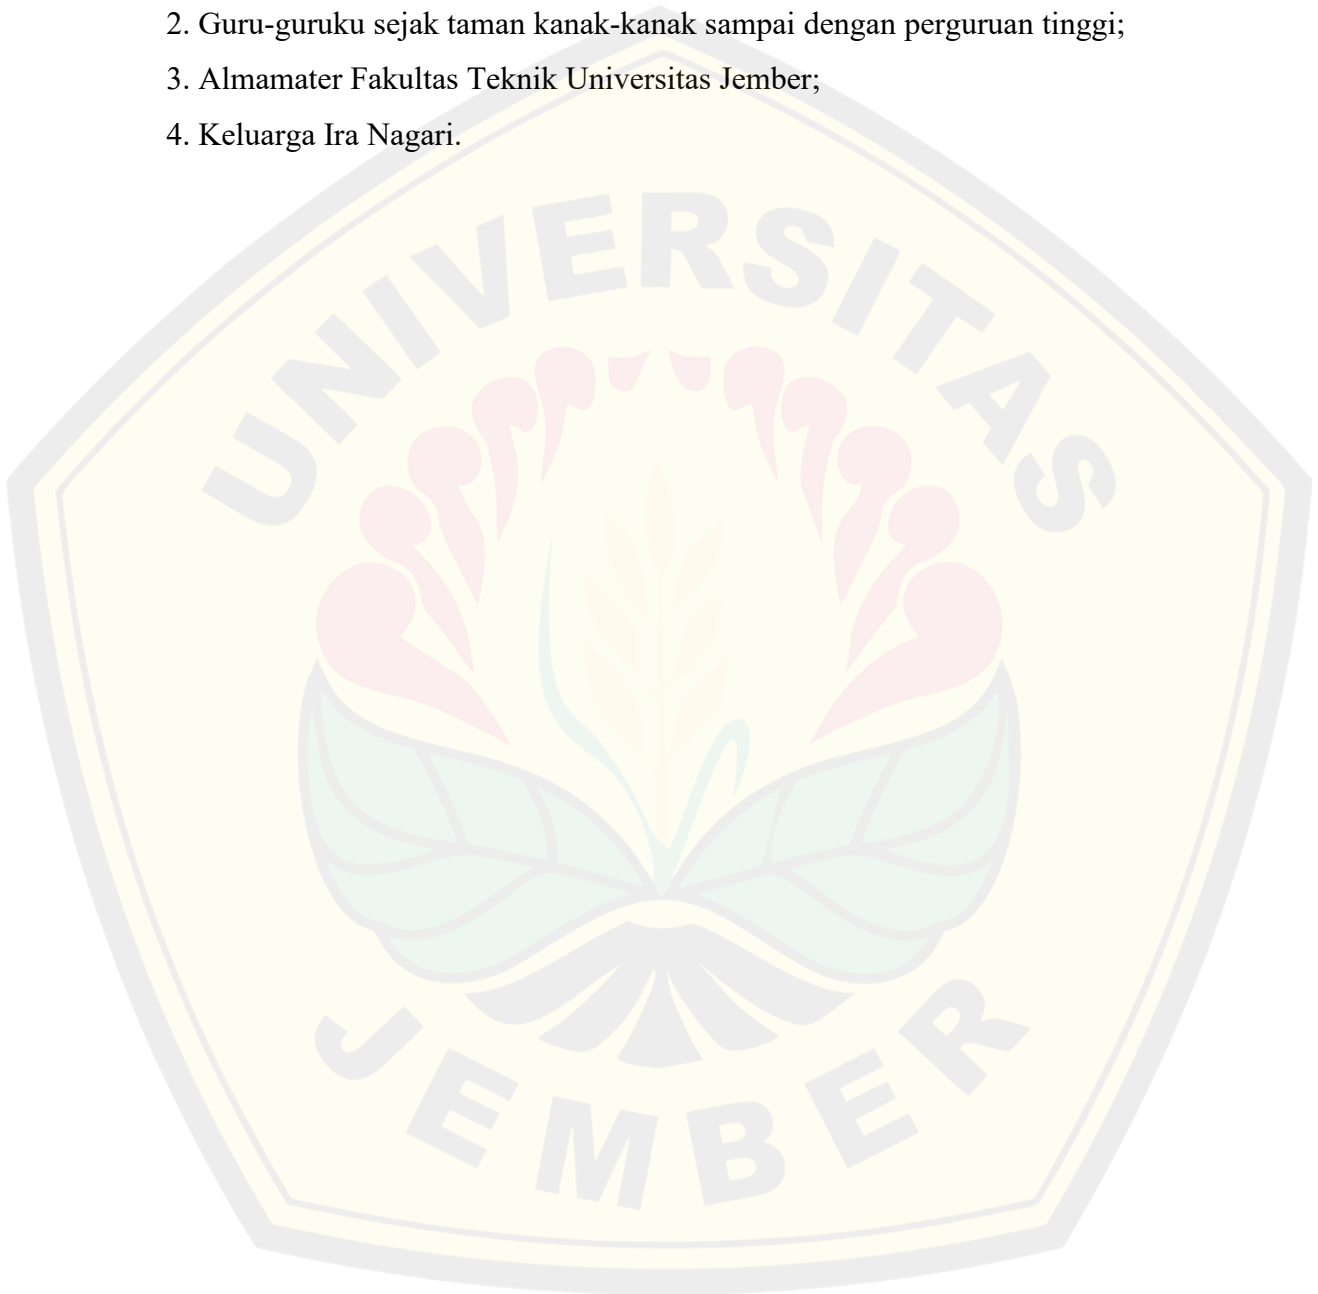 2. Guru-guruku sejak taman kanak-kanak sampai dengan perguruan tinggi;
3. Almamater Fakultas Teknik Universitas Jember;
4. Keluarga Ira Nagari.
UNIVERSITAS
JEMBER